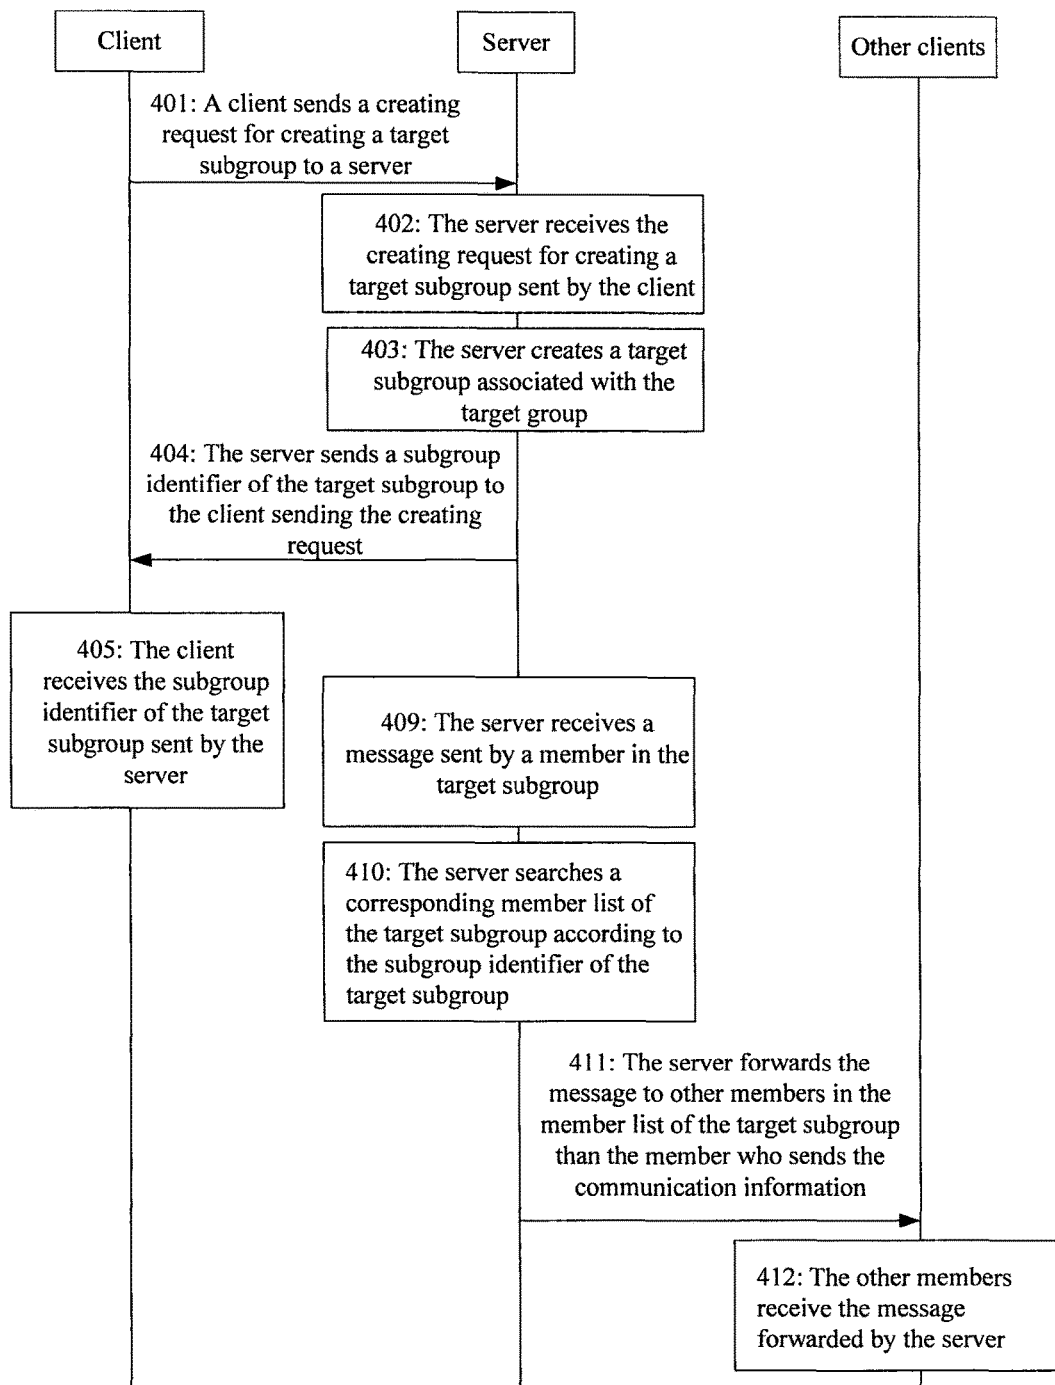 Client
Server
Other clients
401: A client sends a creating
request for creating a target
subgroup to a server
402: The server receives the
creating request for creating a
target subgroup sent by the client
403: The server creates a target
subgroup associated with the
target group
404: The server sends a subgroup
identifier of the target subgroup to
the client sending the creating
request
405: The client
receives the subgroup
identifier of the target
subgroup sent by the
server
409: The server receives a
message sent by a member in the
target subgroup
410: The server searches a
corresponding member list of
the target subgroup according to
the subgroup identifier of the
target subgroup
411: The server forwards the
message to other members in the
member list of the target subgroup
than the member who sends the
communication information
412: The other members
receive the message
forwarded by the server